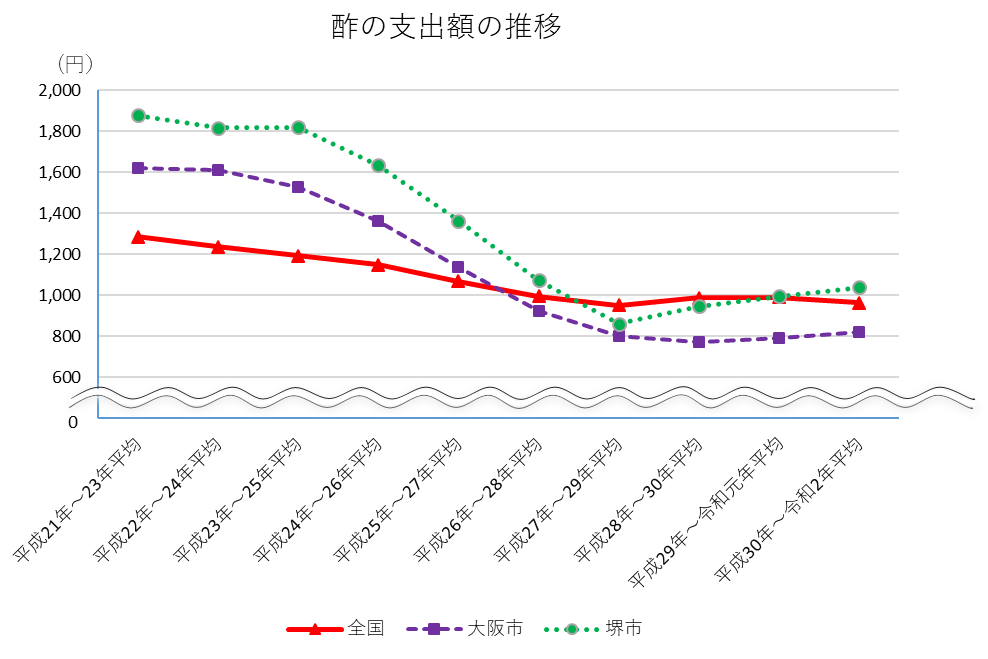 酢の支出額の推移
（円）
2,000
1,800
1,600
1,400
1,200
1,000
800
600
0
平成21年～23年平均
平成22年～24年平均
平成23年～25年平均
平成24年～26年平均
平成25年～27年平均
平成26年～28年平均
平成27年～29年平均
平成28年～30年平均
平成29年～令和元年平均
平成30年～令和2年平均
全国 大阪市 堺市